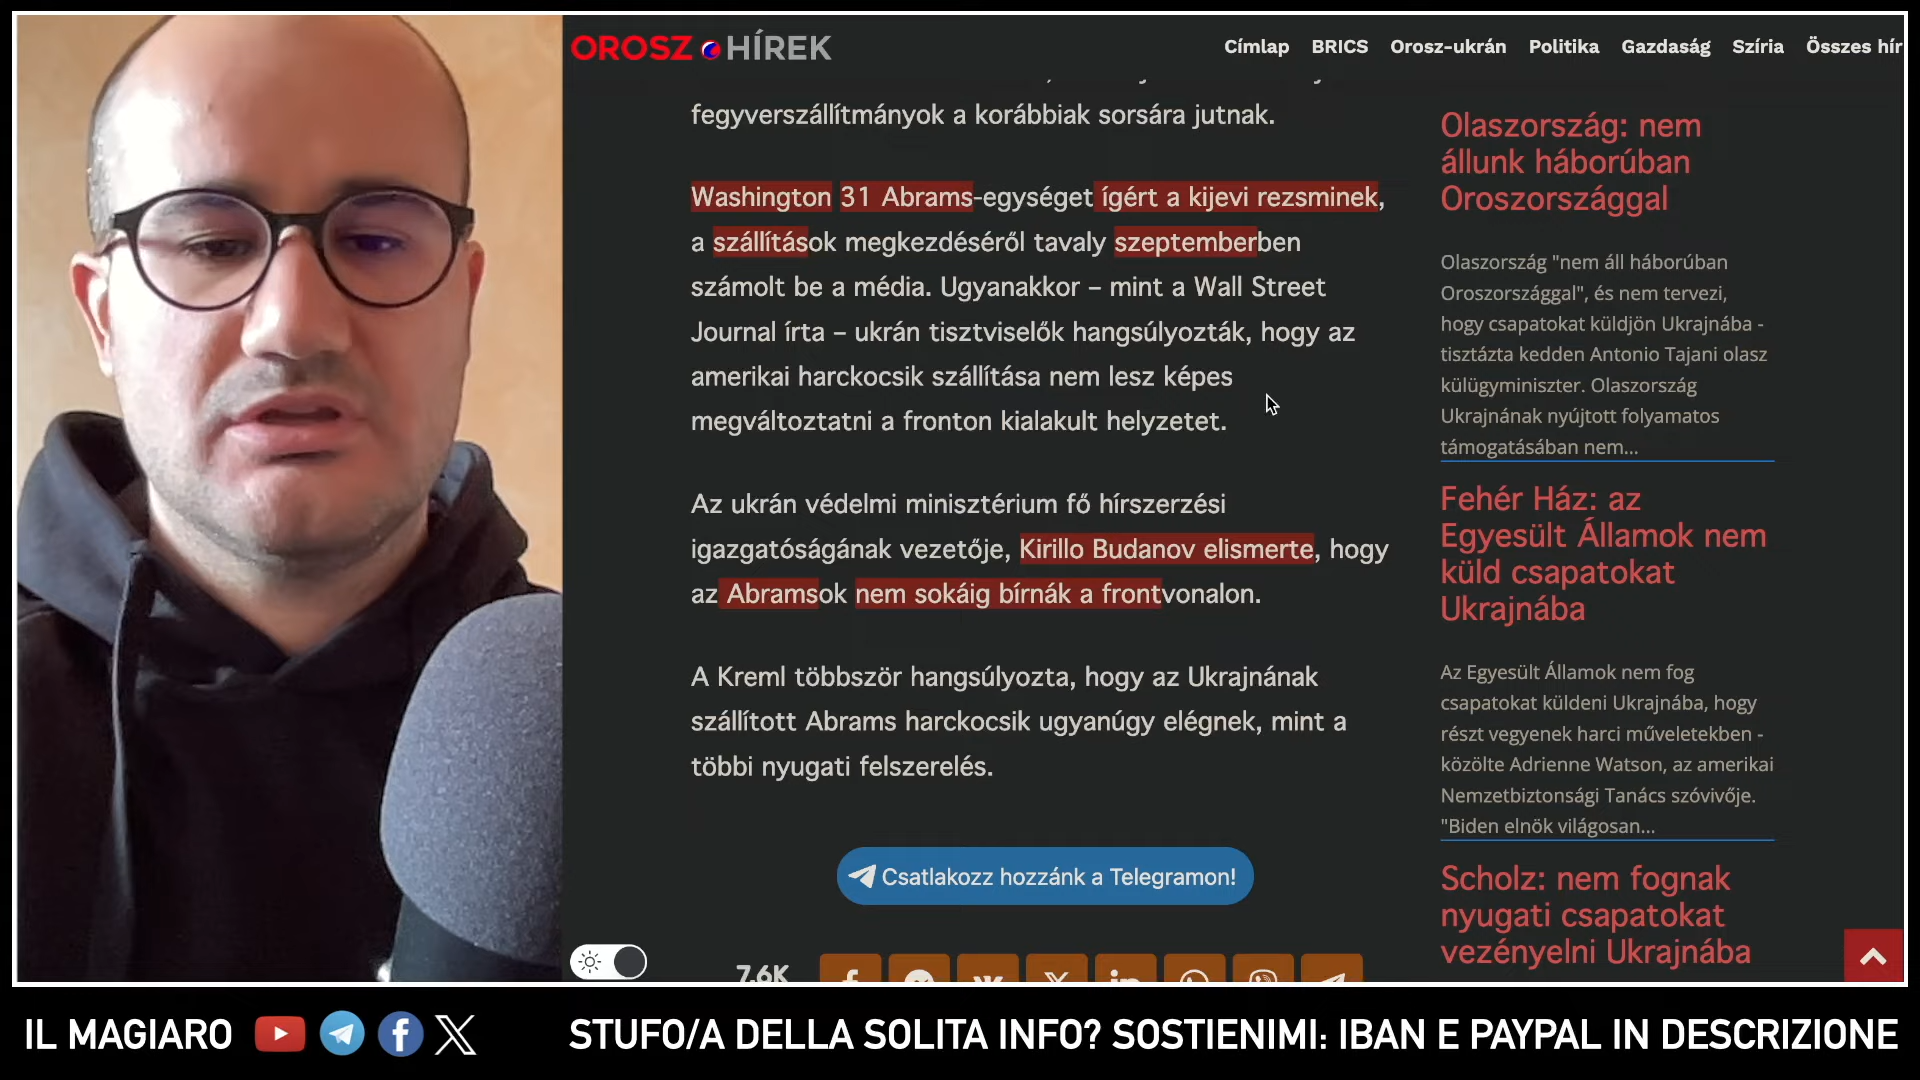 OROSZ HÍREK
Címlap BRICS Orosz-ukrán Politika Gazdaság Szíria Összes hír
fegyverszállítmányok a korábbiak sorsára jutnak.
Washington 31 Abrams-egységet ígért a kijevi rezsminek,
a szállítások megkezdéséről tavaly szeptemberben
számolt be a média. Ugyanakkor – mint a Wall Street
Journal írta – ukrán tisztviselők hangsúlyozták, hogy az
amerikai harckocsik szállítása nem lesz képes
megváltoztatni a fronton kialakult helyzetet.
Az ukrán védelmi minisztérium fő hírszerzési
igazgatóságának vezetője, Kirillo Budanov elismerte, hogy
az Abramsok nem sokáig bírnák a frontvonalon.
A Kreml többször hangsúlyozta, hogy az Ukrajnának
szállított Abrams harckocsik ugyanúgy elégnek, mint a
többi nyugati felszerelés.
Csatlakozz hozzánk a Telegramon!
7.6K
Olaszország: nem
állunk háborúban
Oroszországgal
Olaszország "nem áll háborúban
Oroszországgal", és nem tervezi,
hogy csapatokat küldjön Ukrajnába -
tisztázta kedden Antonio Tajani olasz
külügyminiszter. Olaszország
Ukrajnának nyújtott folyamatos
támogatásában nem...
Fehér Ház: az
Egyesült Államok nem
küld csapatokat
Ukrajnába
Az Egyesült Államok nem fog
csapatokat küldeni Ukrajnába, hogy
részt vegyenek harci műveletekben -
közölte Adrienne Watson, az amerikai
Nemzetbiztonsági Tanács szóvivője.
"Biden elnök világosan...
Scholz: nem fognak
nyugati csapatokat
vezényelni Ukrajnába
IL MAGIARO
STUFO/A DELLA SOLITA INFO? SOSTIENIMI: IBAN E PAYPAL IN DESCRIZIONE